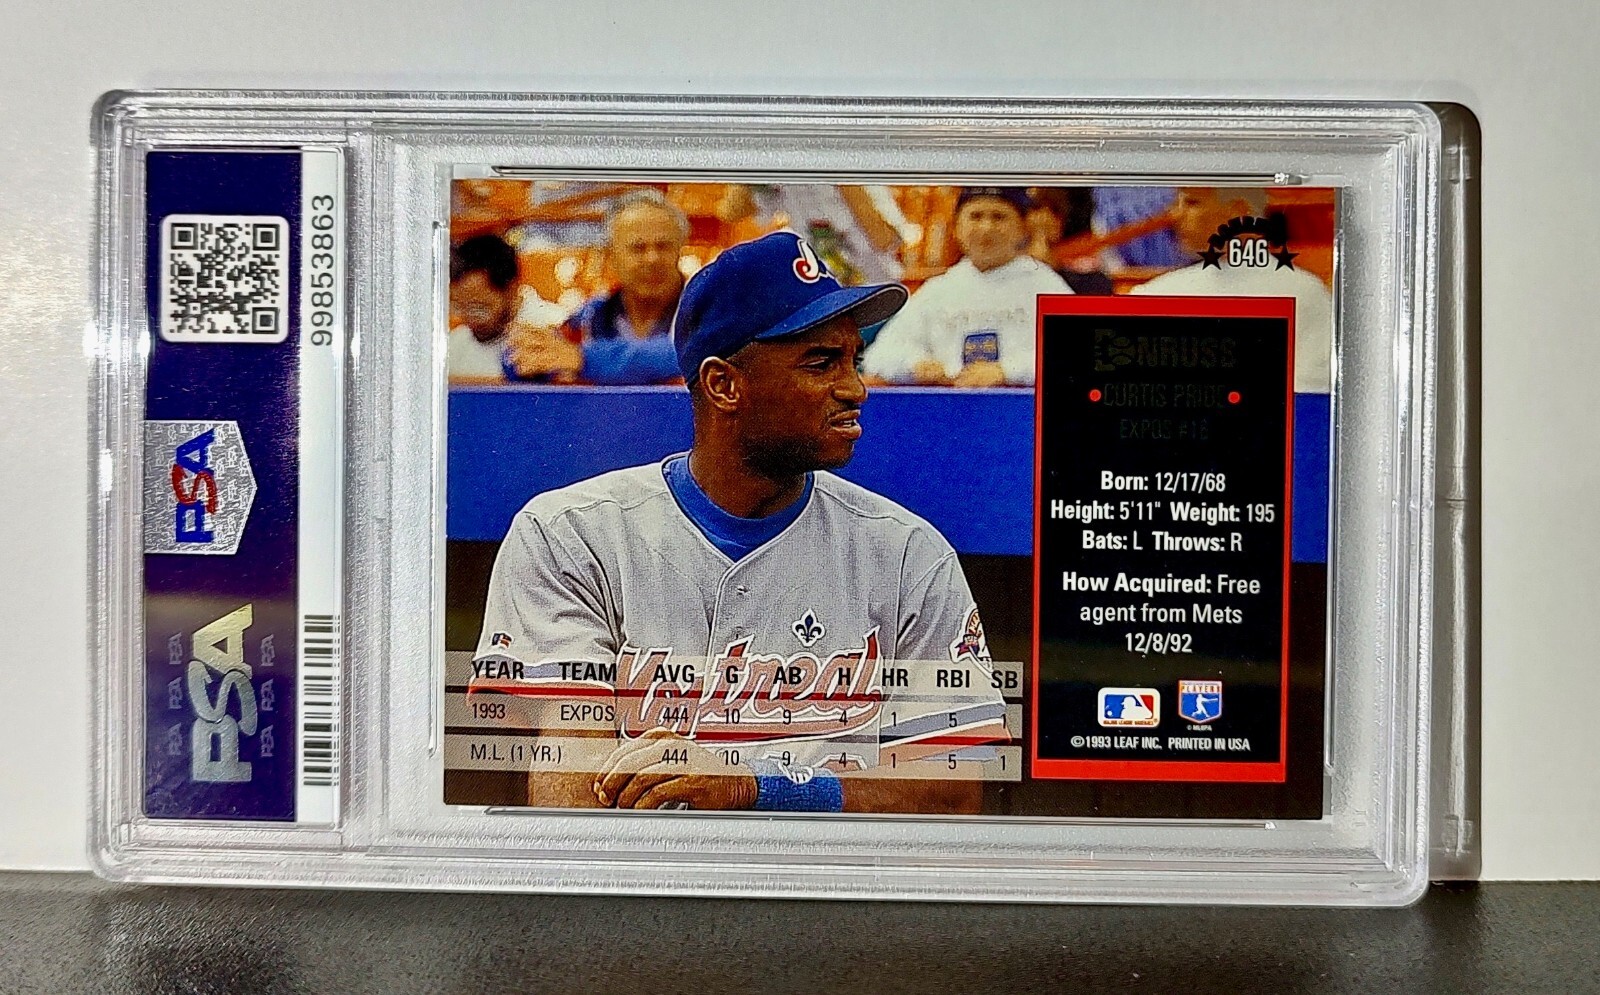 99853863
PSA
PSA
646
DONRUSS
•CURTIS PRIDE•
EXPOS #16
Born: 12/17/68
Height: 5'11" Weight: 195
Bats: L Throws: R
How Acquired: Free
agent from Mets
12/8/92
PLAYERS
©1993 LEAF INC. PRINTED IN USA
Montreal
YEAR TEAM AVG G AB H HR RBI SB
1993 EXPOS .444 10 9 4 1 5 1
M.L. (1 YR.) .444 10 9 4 1 5 1